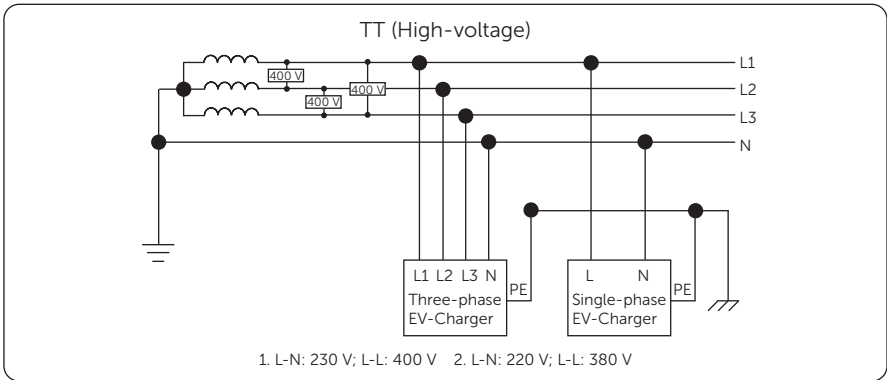 TT (High-voltage)
L1
400 V
400 V
L2
400 V
L3
N
L1 L2 L3 N
PE
Three-phase
EV-Charger
L N
PE
Single-phase
EV-Charger
1. L-N: 230 V; L-L: 400 V 2. L-N: 220 V; L-L: 380 V